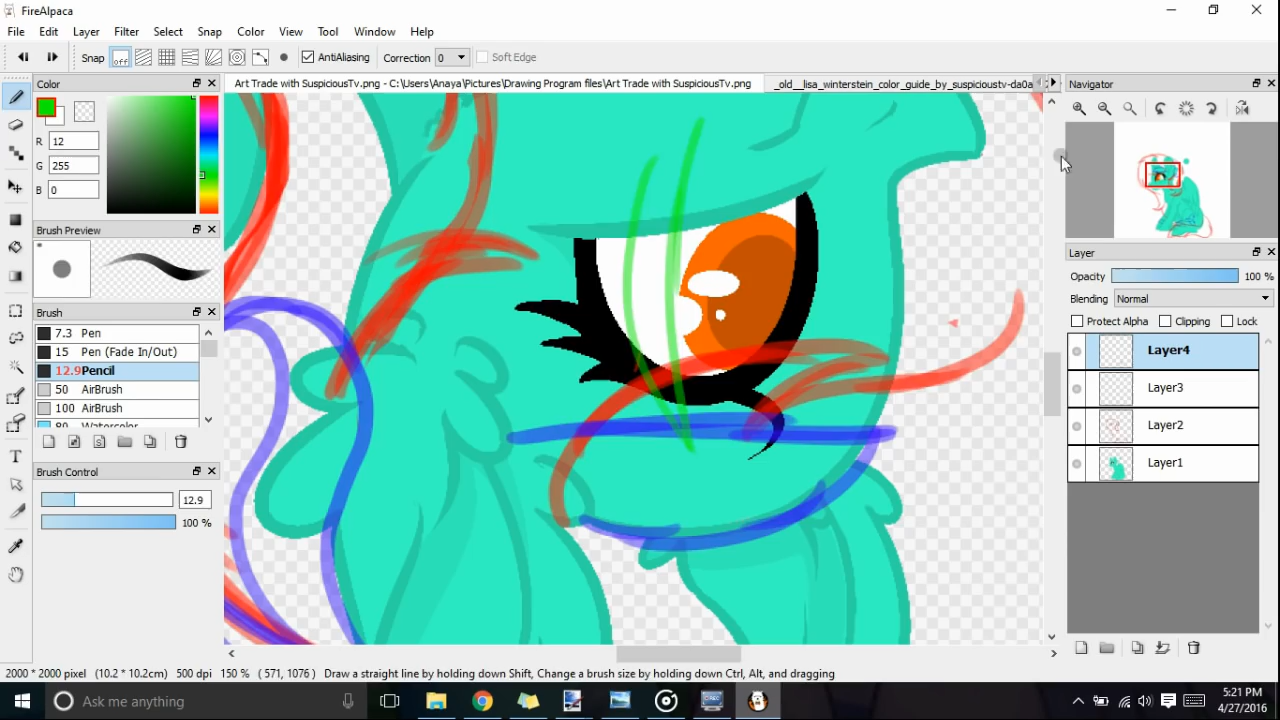 FireAlpaca
File Edit Layer Filter Select Snap Color View Tool Window Help
Snap off AntiAliasing Correction 0 Soft Edge
Color
Art Trade with SuspiciousTv.png - C:\Users\Anaya\Pictures\Drawing Program files\Art Trade with SuspiciousTv.png
_old__lisa_winterstein_color_guide_by_suspicioustv-da0a
Navigator
R 12
G 255
B 0
Brush Preview
*
Brush
7.3 Pen
15 Pen (Fade In/Out)
12.9 Pencil
50 AirBrush
100 AirBrush
80 Watercolor
Brush Control
12.9
100 %
Layer
Opacity 100 %
Blending Normal
Protect Alpha Clipping Lock
Layer4
Layer3
Layer2
Layer1
2000 * 2000 pixel (10.2 * 10.2cm) 500 dpi 150 % ( 571, 1076 ) Draw a straight line by holding down Shift, Change a brush size by holding down Ctrl, Alt, and dragging
Ask me anything
5:21 PM
4/27/2016